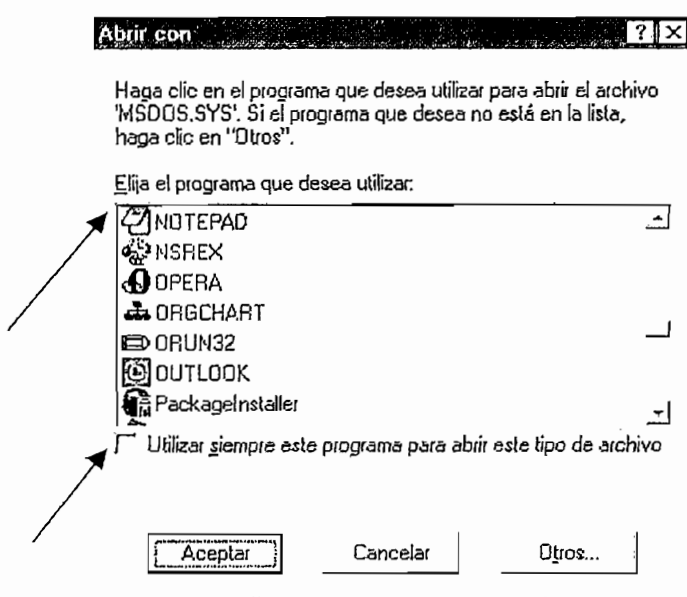 Abrir con
Haga clic en el programa que desea utilizar para abrir el archivo
'MSDOS.SYS'. Si el programa que desea no está en la lista,
haga clic en "Otros".
Elija el programa que desea utilizar:
NOTEPAD
NSREX
OPERA
ORGCHART
ORUN32
OUTLOOK
PackageInstaller
Utilizar siempre este programa para abrir este tipo de archivo
Aceptar Cancelar Otros...